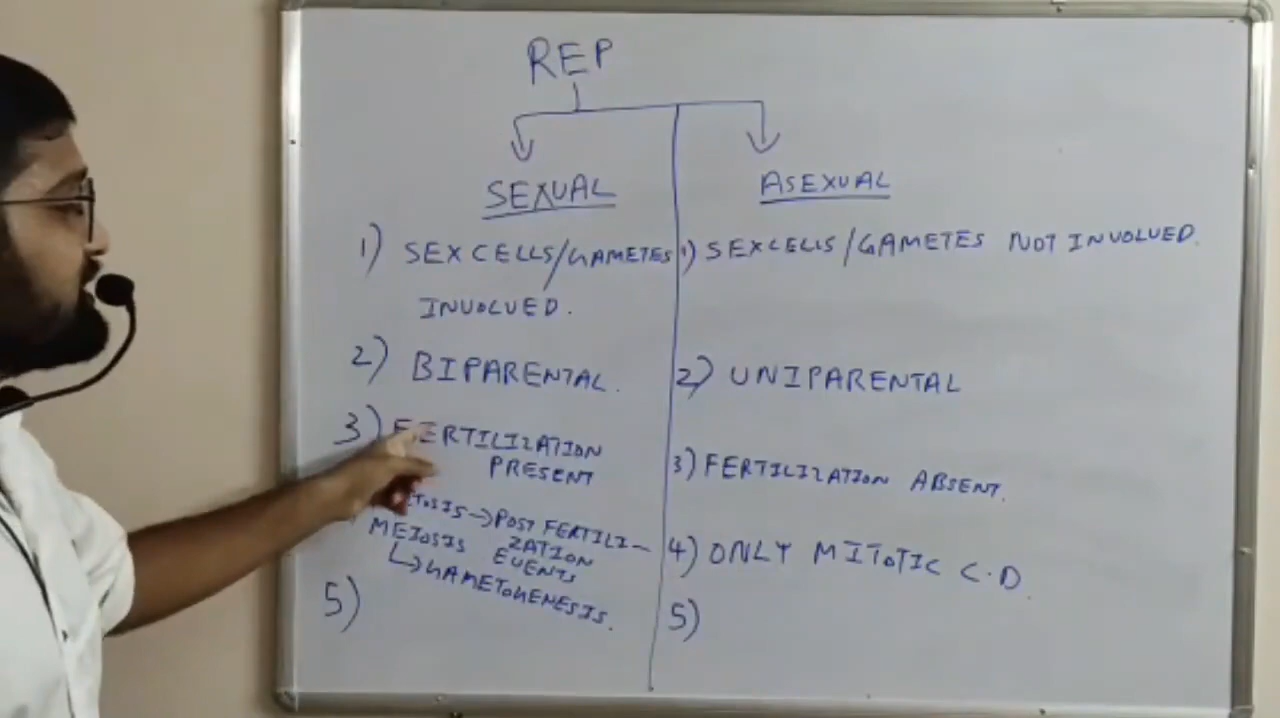 REP
SEXUAL
1) SEX CELLS/GAMETES
INVOLVED.
2) BIPARENTAL.
3) FERTILIZATION
PRESENT
→ POST FERTILI-
ZATION
MEIOSIS EVENTS
↳ GAMETOGENESIS.
5)
ASEXUAL
1) SEXCELLS/GAMETES NOT INVOLVED.
2) UNIPARENTAL
3) FERTILIZATION ABSENT.
4) ONLY MITOTIC C.D.
5)